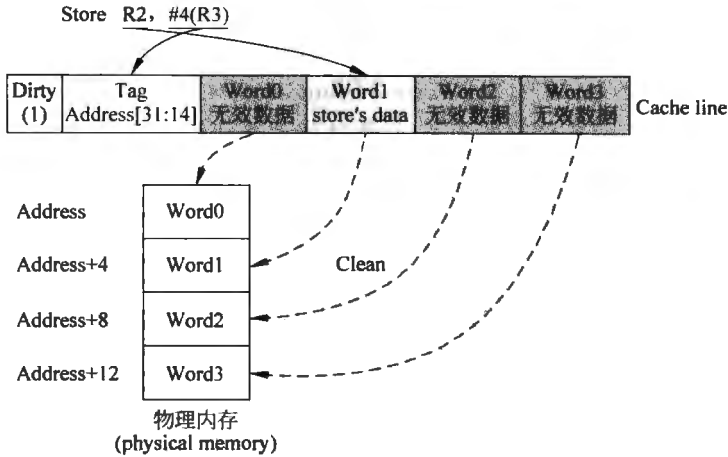 Store R2， #4(R3)
Dirty
(1)
Tag
Address[31:14]
Word0
无效数据
Word1
store's data
Word2
无效数据
Word3
无效数据
Cache line
Address
Word0
Address+4
Word1
Clean
Address+8
Word2
Address+12
Word3
物理内存
(physical memory)